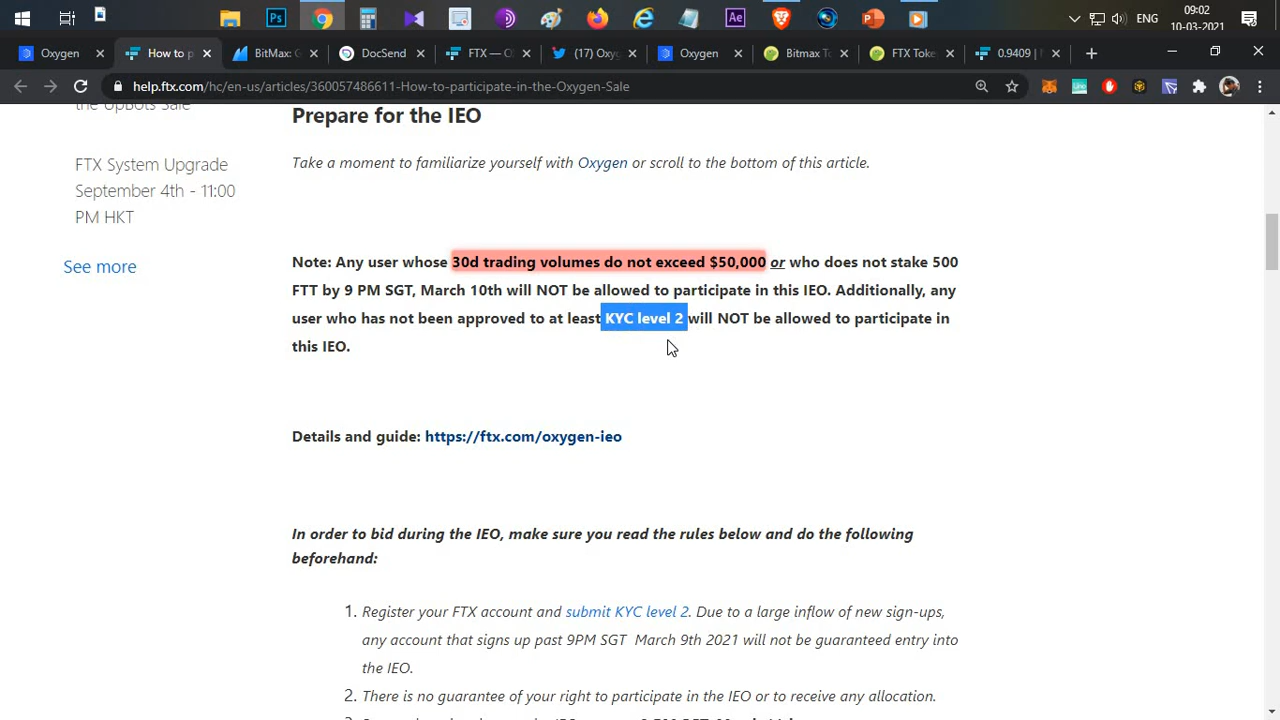 Ps
Ae
ENG
09:02
10-03-2021
Oxygen
How to p
BitMax: G
DocSend
FTX — C
(17) Oxyg
Oxygen
Bitmax To
FTX Toke
0.9409 |
help.ftx.com/hc/en-us/articles/360057486611-How-to-participate-in-the-Oxygen-Sale
the UpBots Sale
FTX System Upgrade
September 4th - 11:00
PM HKT
See more
Prepare for the IEO
Take a moment to familiarize yourself with Oxygen or scroll to the bottom of this article.
Note: Any user whose 30d trading volumes do not exceed $50,000 or who does not stake 500
FTT by 9 PM SGT, March 10th will NOT be allowed to participate in this IEO. Additionally, any
user who has not been approved to at least KYC level 2 will NOT be allowed to participate in
this IEO.
Details and guide: https://ftx.com/oxygen-ieo
In order to bid during the IEO, make sure you read the rules below and do the following
beforehand:
1. Register your FTX account and submit KYC level 2. Due to a large inflow of new sign-ups,
any account that signs up past 9PM SGT March 9th 2021 will not be guaranteed entry into
the IEO.
2. There is no guarantee of your right to participate in the IEO or to receive any allocation.